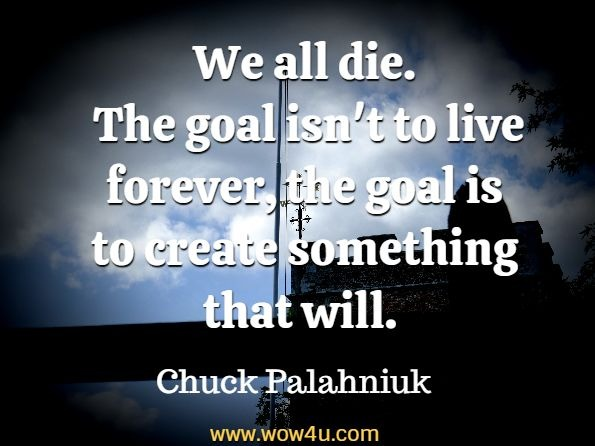 We all die.
The goal isn't to live
forever, the goal is
to create something
that will.
Chuck Palahniuk
www.wow4u.com